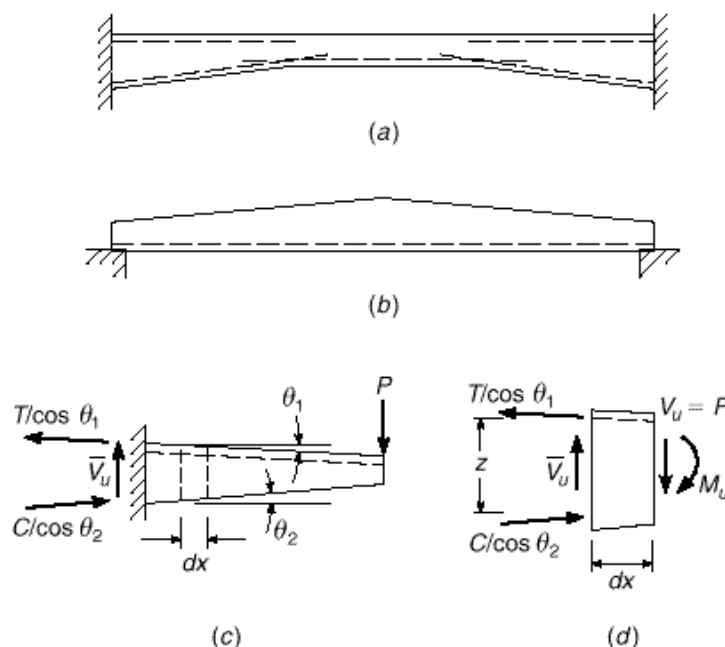 (a)
(b)
T/cos θ₁
V̅ᵤ
C/cos θ₂
θ₁
P
θ₂
dx
(c)
T/cos θ₁
z
V̅ᵤ
C/cos θ₂
Vᵤ = P
Mᵤ
dx
(d)